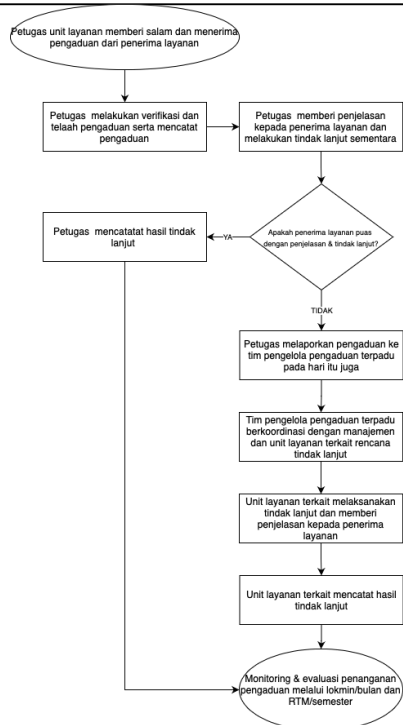 Petugas unit layanan memberi salam dan menerima
pengaduan dari penerima layanan
Petugas melakukan verifikasi dan
telaah pengaduan serta mencatat
pengaduan
Petugas memberi penjelasan
kepada penerima layanan dan
melakukan tindak lanjut sementara
Apakah penerima layanan puas
dengan penjelasan & tindak lanjut?
YA
Petugas mencatatat hasil tindak
lanjut
TIDAK
Petugas melaporkan pengaduan ke
tim pengelola pengaduan terpadu
pada hari itu juga
Tim pengelola pengaduan terpadu
berkoordinasi dengan manajemen
dan unit layanan terkait rencana
tindak lanjut
Unit layanan terkait melaksanakan
tindak lanjut dan memberi
penjelasan kepada penerima
layanan
Unit layanan terkait mencatat hasil
tindak lanjut
Monitoring & evaluasi penanganan
pengaduan melalui lokmin/bulan dan
RTM/semester